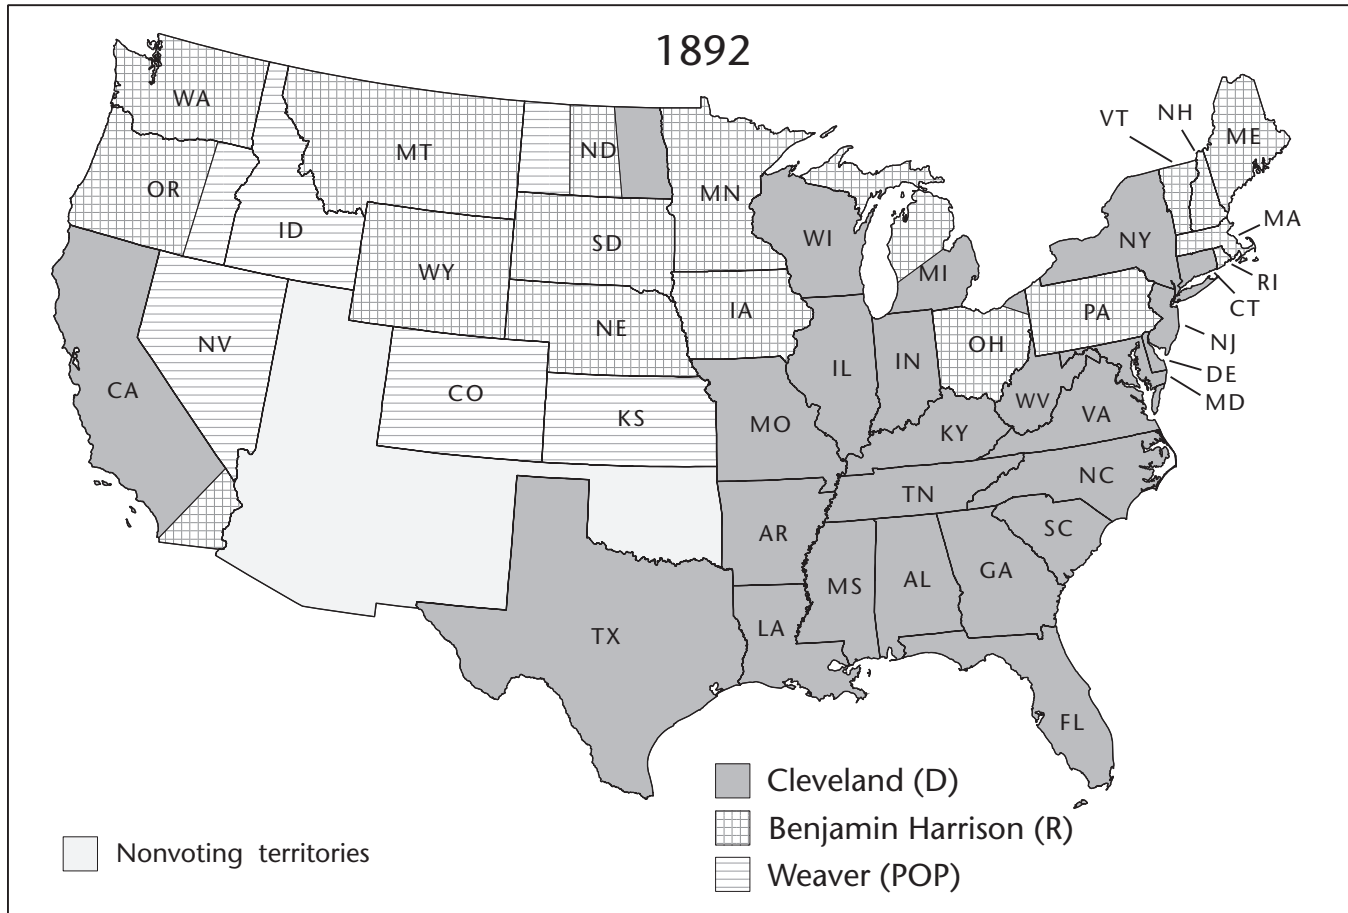 1892
WA
OR
MT
ID
WY
ND
SD
NE
MN
IA
WI
MI
VT
NH
ME
MA
NY
RI
CT
PA
NJ
DE
MD
OH
IN
IL
WV
VA
KY
MO
KS
CO
NV
CA
NC
TN
SC
AR
MS
AL
GA
LA
TX
FL
Cleveland (D)
Benjamin Harrison (R)
Weaver (POP)
Nonvoting territories